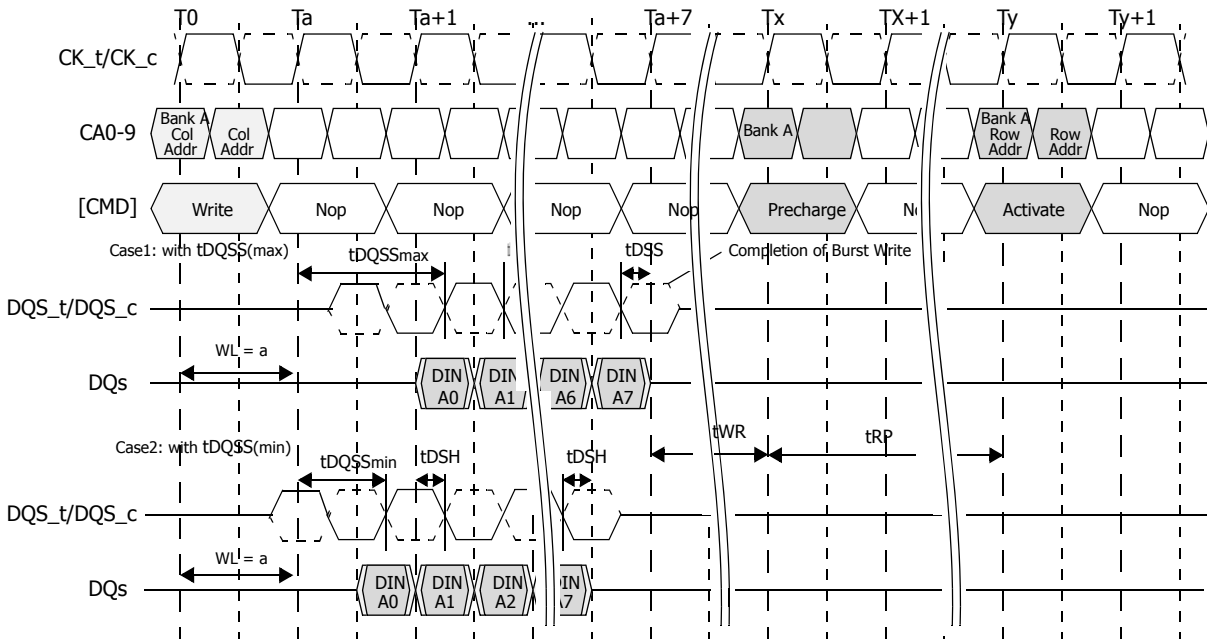 T0 Ta Ta+1 ... Ta+7 Tx TX+1 Ty Ty+1
CK_t/CK_c
CA0-9
Bank A
Col
Addr
Col
Addr
Bank A
Bank A
Row
Addr
Row
Addr
[CMD]
Write Nop Nop Nop Nop Precharge Activate Nop
Case1: with tDQSS(max)
tDQSSmax
tDSS
Completion of Burst Write
DQS_t/DQS_c
WL = a
DQs
DIN
A0
DIN
A1
DIN
A6
DIN
A7
Case2: with tDQSS(min)
tDQSSmin
tDSH
tDSH
tWR
tRP
DQS_t/DQS_c
WL = a
DQs
DIN
A0
DIN
A1
DIN
A2
A7